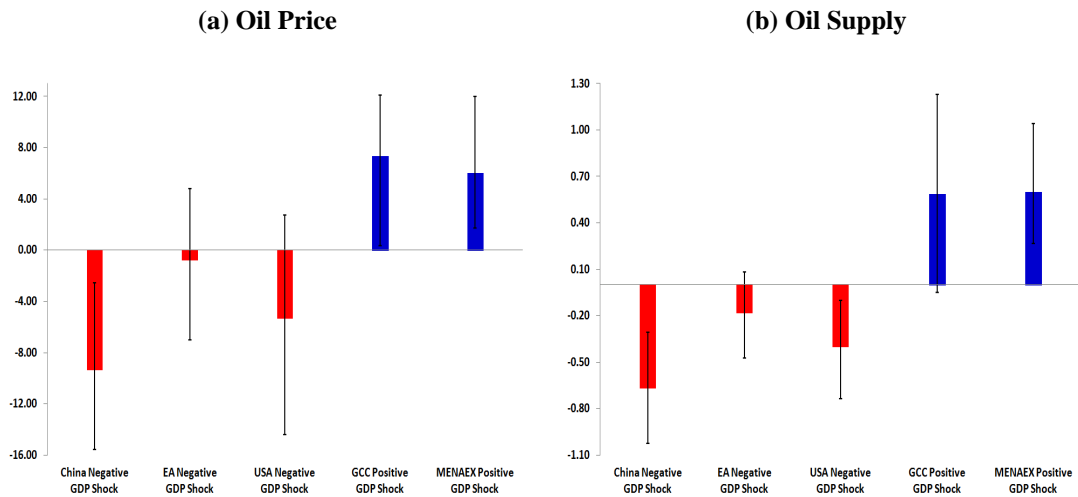 (a) Oil Price
12.00
8.00
4.00
0.00
-4.00
-8.00
-12.00
-16.00
China Negative
GDP Shock
EA Negative
GDP Shock
USA Negative
GDP Shock
GCC Positive
GDP Shock
MENAEX Positive
GDP Shock
(b) Oil Supply
1.30
1.00
0.70
0.40
0.10
-0.20
-0.50
-0.80
-1.10
China Negative
GDP Shock
EA Negative
GDP Shock
USA Negative
GDP Shock
GCC Positive
GDP Shock
MENAEX Positive
GDP Shock